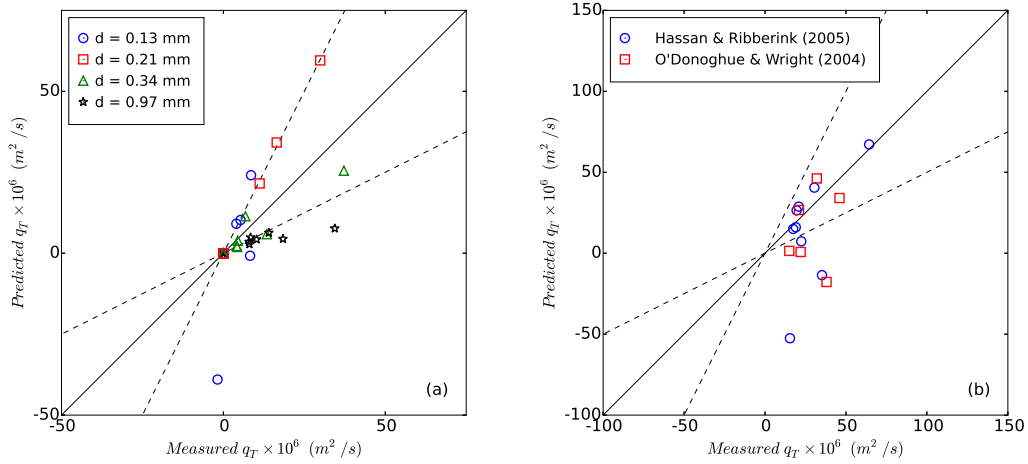 d = 0.13 mm
d = 0.21 mm
d = 0.34 mm
d = 0.97 mm
50
0
-50
-50
0
50
(a)
Predicted q_T × 10^6 (m^2 /s)
Measured q_T × 10^6 (m^2 /s)
Hassan & Ribberink (2005)
O'Donoghue & Wright (2004)
150
100
50
0
-50
-100
-100
-50
0
50
100
150
(b)
Predicted q_T × 10^6 (m^2 /s)
Measured q_T × 10^6 (m^2 /s)